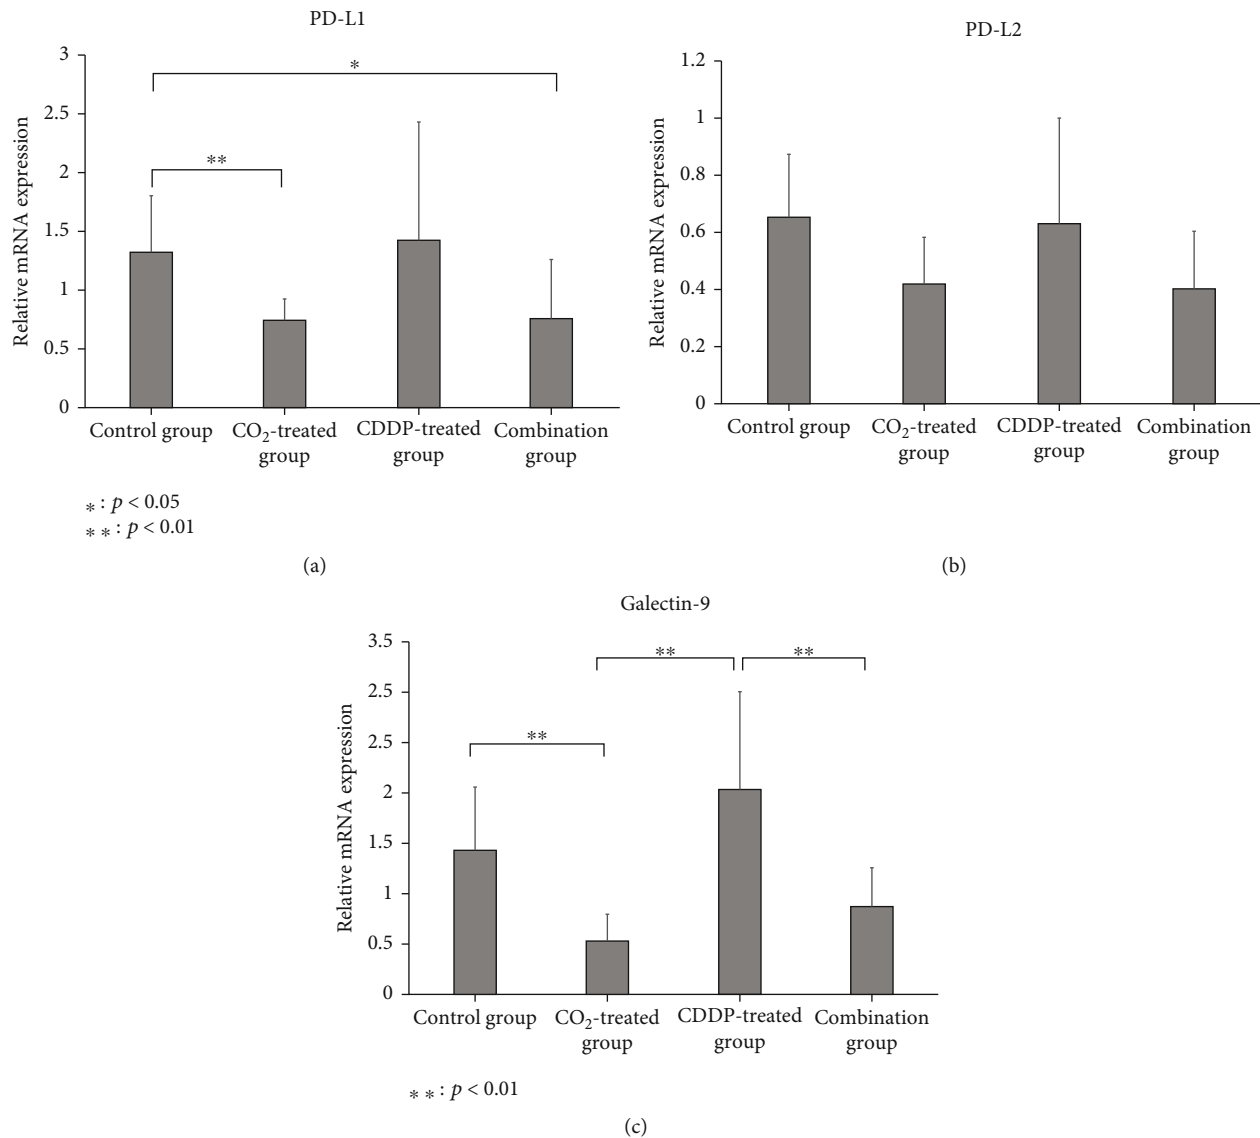 PD-L1
3
2.5
2
1.5
1
0.5
0
Relative mRNA expression
*
**
Control group
CO₂-treated
group
CDDP-treated
group
Combination
group
* : p < 0.05
** : p < 0.01
(a)
PD-L2
1.2
1
0.8
0.6
0.4
0.2
0
Relative mRNA expression
Control group
CO₂-treated
group
CDDP-treated
group
Combination
group
(b)
Galectin-9
3.5
2.5
2.5
2
1.5
1
0.5
0
Relative mRNA expression
**
**
**
Control group
CO₂-treated
group
CDDP-treated
group
Combination
group
** : p < 0.01
(c)